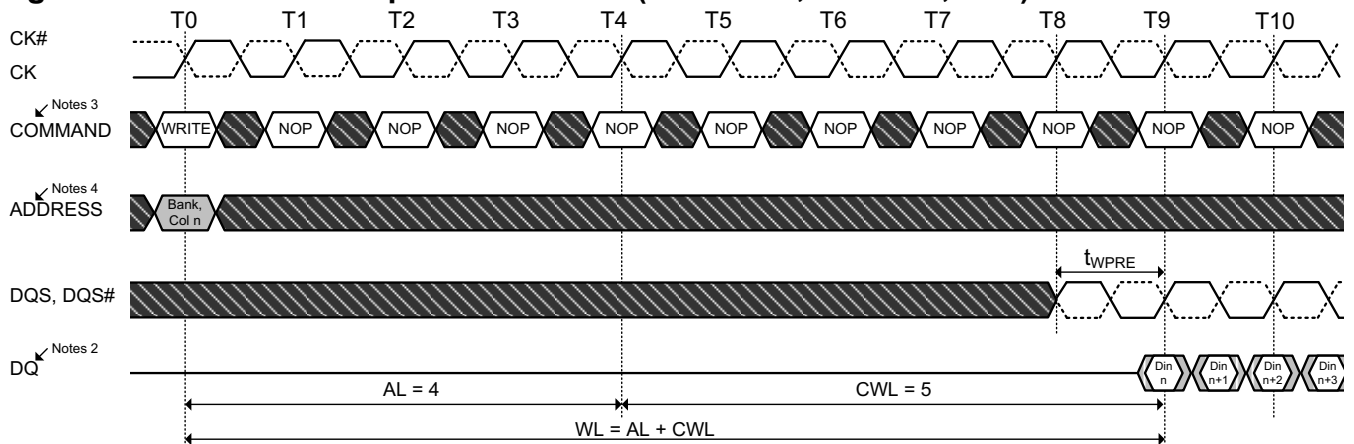 T0 T1 T2 T3 T4 T5 T6 T7 T8 T9 T10
CK#
CK
Notes 3
COMMAND WRITE NOP NOP NOP NOP NOP NOP NOP NOP NOP NOP
Notes 4
ADDRESS Bank,
Col n
tWPRE
DQS, DQS#
Notes 2
DQ Din Din Din Din
n n+1 n+2 n+3
AL = 4 CWL = 5
WL = AL + CWL